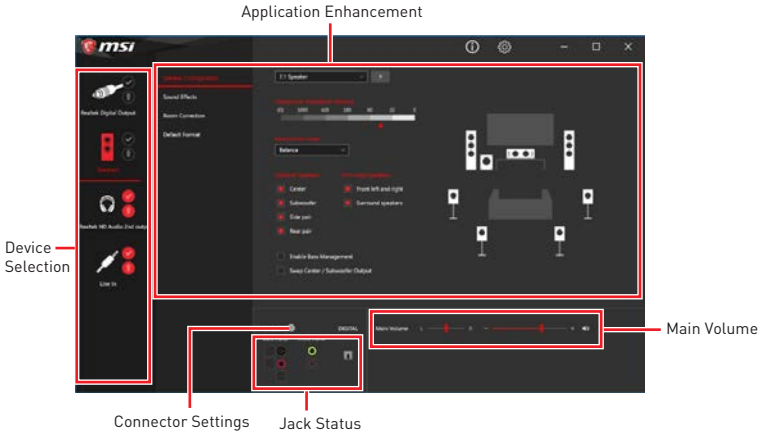 Application Enhancement
msi
Realtek Digital Output
Speakers
Realtek HD Audio 2nd outp
Line In
Speaker Configuration
Sound Effects
Room Correction
Default Format
7.1 Speaker
Balance
Center
Subwoofer
Side pair
Rear pair
Front left and right
Surround speakers
Enable Bass Management
Swap Center / Subwoofer Output
DIGITAL
Main Volume
L
R
-
+
Device
Selection
Main Volume
Connector Settings
Jack Status